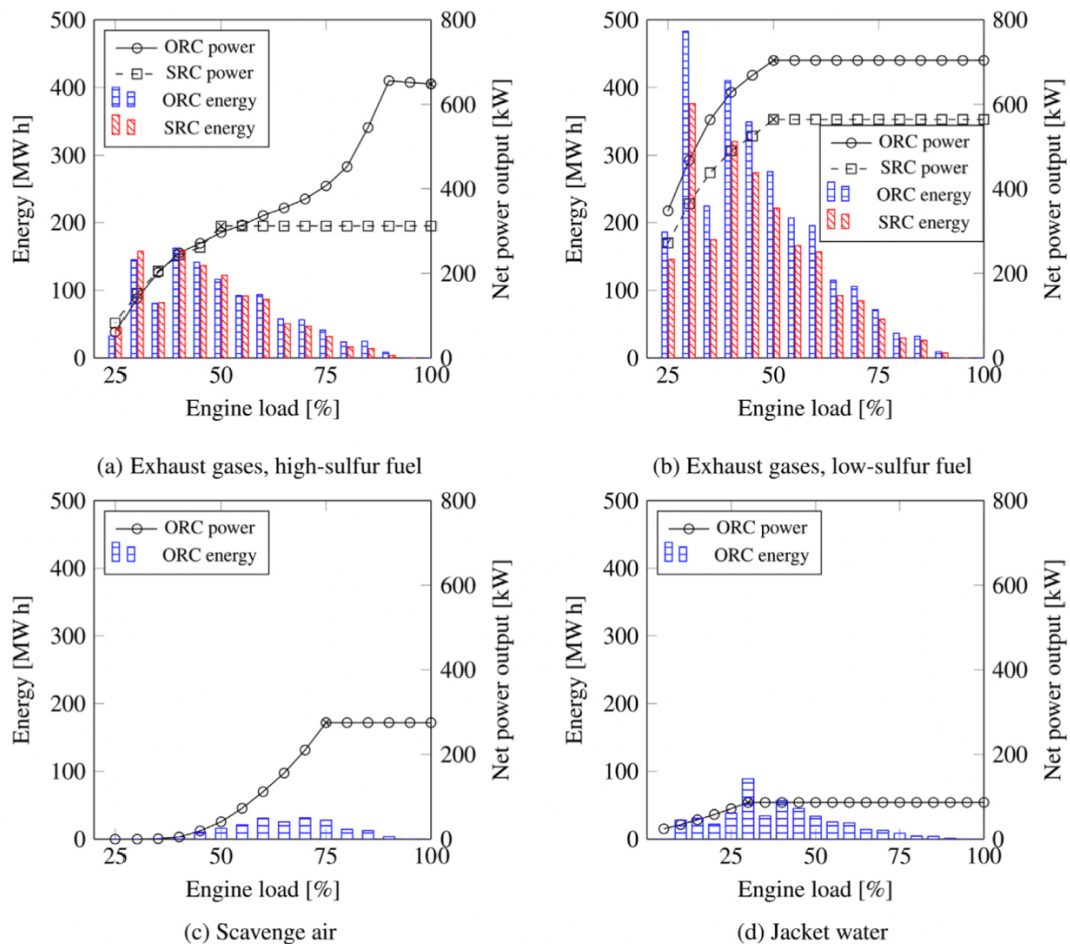 500
400
300
200
100
0
Energy [MW h]
800
600
400
200
0
Net power output [kW]
ORC power
SRC power
ORC energy
SRC energy
25
50
75
100
Engine load [%]
(a) Exhaust gases, high-sulfur fuel
500
400
300
200
100
0
Energy [MW h]
800
600
400
200
0
Net power output [kW]
ORC power
SRC power
ORC energy
SRC energy
25
50
75
100
Engine load [%]
(b) Exhaust gases, low-sulfur fuel
500
400
300
200
100
0
Energy [MW h]
800
600
400
200
0
Net power output [kW]
ORC power
ORC energy
25
50
75
100
Engine load [%]
(c) Scavenge air
500
400
300
200
100
0
Energy [MW h]
800
600
400
200
0
Net power output [kW]
ORC power
ORC energy
25
50
75
100
Engine load [%]
(d) Jacket water